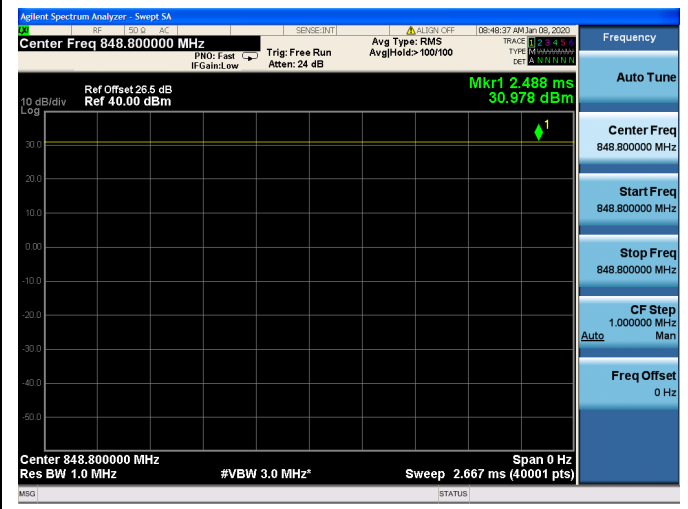 Agilent Spectrum Analyzer - Swept SA
LXI RF 50 Ω AC SENSE:INT ALIGN OFF 08:48:37 AM Jan 08, 2020
Center Freq 848.800000 MHz
PNO: Fast
IFGain:Low
Trig: Free Run
Atten: 24 dB
Avg Type: RMS
Avg|Hold:> 100/100
TRACE 1 2 3 4 5 6
TYPE M
DET A N N N N N
Mkr1 2.488 ms
30.978 dBm
Ref Offset 26.5 dB
10 dB/div Ref 40.00 dBm
Log
1
30.0
20.0
10.0
0.00
-10.0
-20.0
-30.0
-40.0
-50.0
Center 848.800000 MHz Span 0 Hz
Res BW 1.0 MHz #VBW 3.0 MHz* Sweep 2.667 ms (40001 pts)
MSG STATUS
Frequency
Auto Tune
Center Freq
848.800000 MHz
Start Freq
848.800000 MHz
Stop Freq
848.800000 MHz
CF Step
1.000000 MHz
Auto Man
Freq Offset
0 Hz